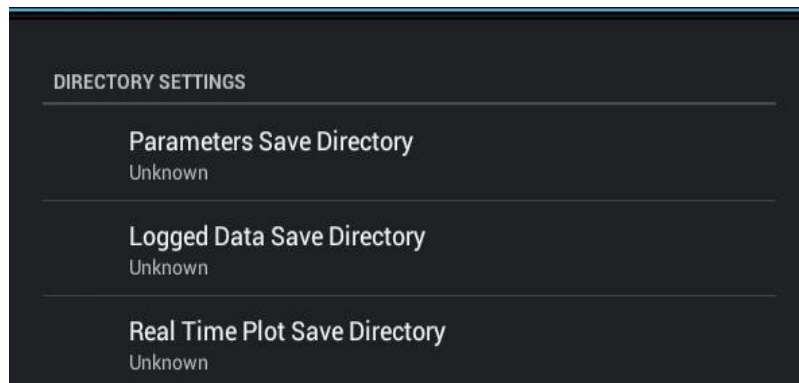 DIRECTORY SETTINGS
Parameters Save Directory
Unknown
Logged Data Save Directory
Unknown
Real Time Plot Save Directory
Unknown